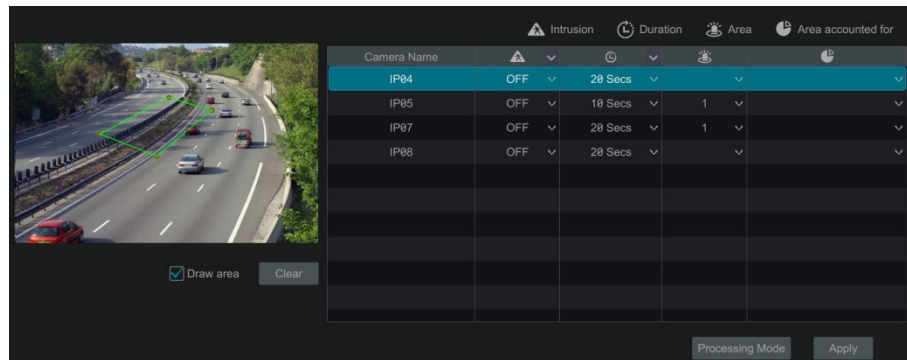 Intrusion Duration Area Area accounted for
Camera Name
IP04 OFF 20 Secs
IP05 OFF 10 Secs 1
IP07 OFF 20 Secs 1
IP08 OFF 20 Secs
Draw area Clear
Processing Mode Apply